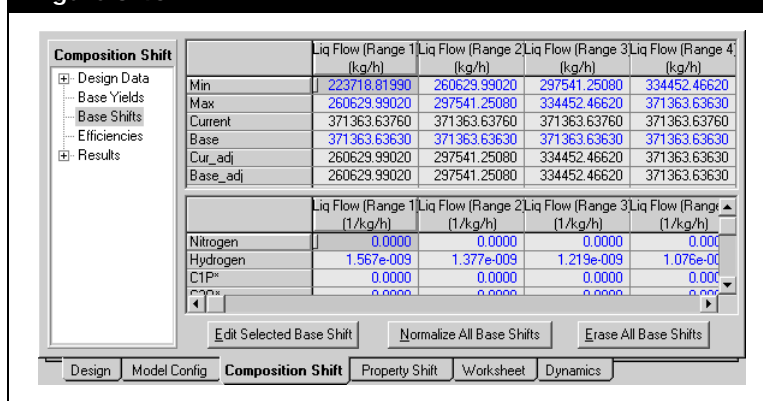 Composition Shift
Design Data
Base Yields
Base Shifts
Efficiencies
Results
Liq Flow (Range 1 Liq Flow (Range 2 Liq Flow (Range 3 Liq Flow (Range 4)
(kg/h) (kg/h) (kg/h) (kg/h)
Min 223718.81990 260629.99020 297541.25080 334452.46620
Max 260629.99020 297541.25080 334452.46620 371363.63630
Current 371363.63760 371363.63760 371363.63760 371363.63760
Base 371363.63630 371363.63630 371363.63630 371363.63630
Cur_adj 260629.99020 297541.25080 334452.46620 371363.63630
Base_adj 260629.99020 297541.25080 334452.46620 371363.63630
Liq Flow (Range 1 Liq Flow (Range 2 Liq Flow (Range 3 Liq Flow (Range
(1/kg/h) (1/kg/h) (1/kg/h) (1/kg/h)
Nitrogen 0.0000 0.0000 0.0000 0.000
Hydrogen 1.567e-009 1.377e-009 1.219e-009 1.076e-00
C1P* 0.0000 0.0000 0.0000 0.000
Edit Selected Base Shift Normalize All Base Shifts Erase All Base Shifts
Design Model Config Composition Shift Property Shift Worksheet Dynamics